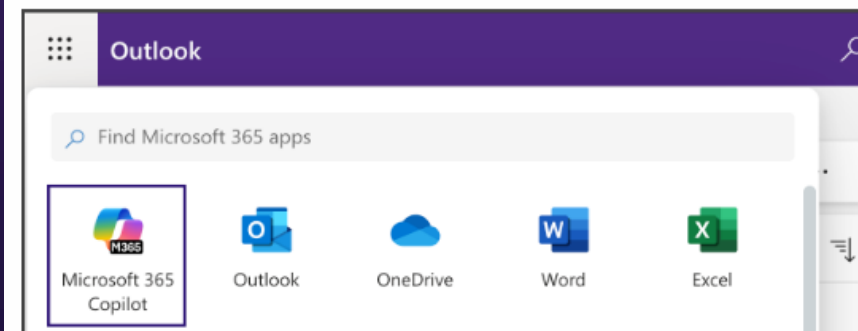 Outlook
Find Microsoft 365 apps
M365
O
W
X
Microsoft 365
Copilot
Outlook
OneDrive
Word
Excel